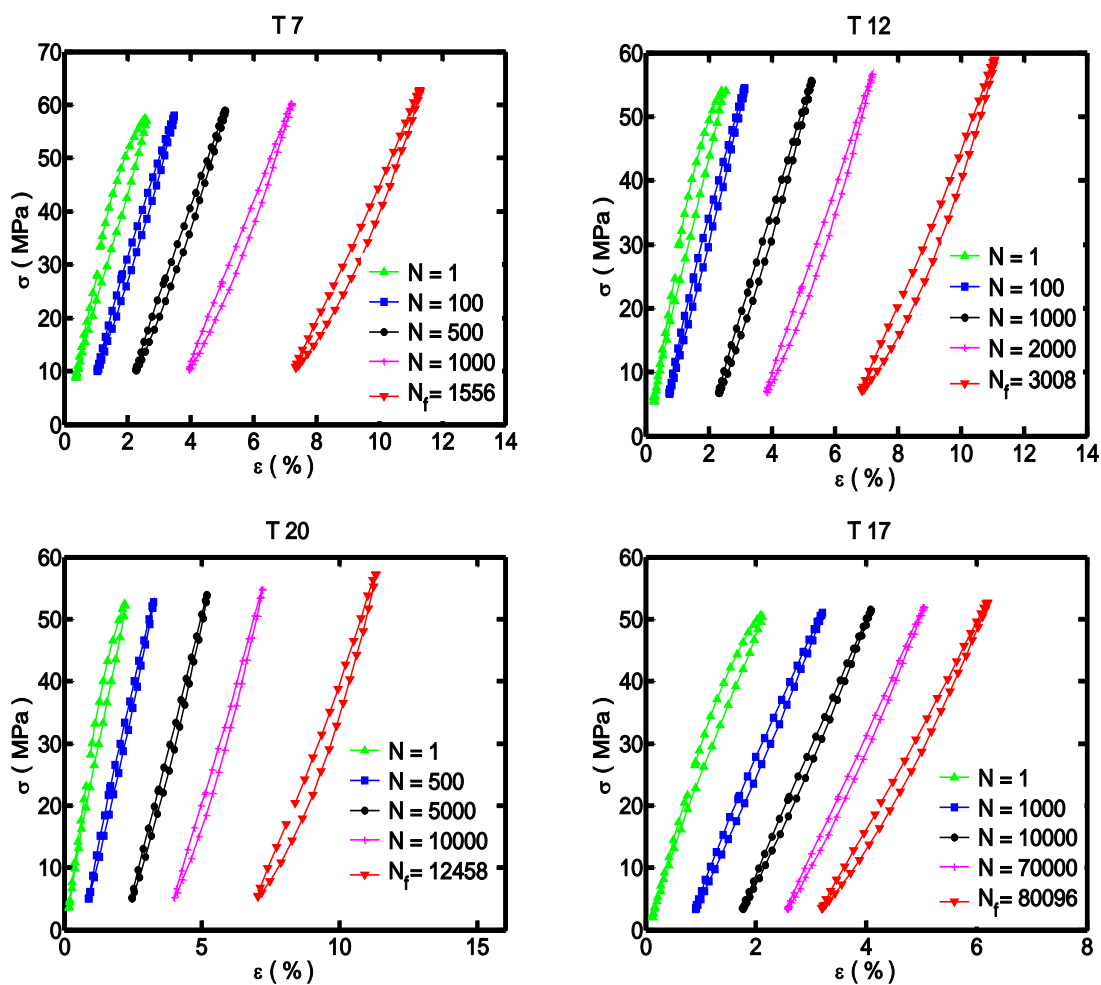 T 7
70
60
50
40
30
20
10
0
σ ( MPa)
N = 1
N = 100
N = 500
N = 1000
Nf= 1556
0 2 4 6 8 10 12 14
ε ( % )
T 12
60
50
40
30
20
10
0
σ ( MPa)
N = 1
N = 100
N = 1000
N = 2000
Nf= 3008
0 2 4 6 8 10 12 14
ε ( % )
T 20
60
50
40
30
20
10
0
σ ( MPa)
N = 1
N = 500
N = 5000
N = 10000
Nf= 12458
0 5 10 15
ε ( % )
T 17
60
50
40
30
20
10
0
σ ( MPa)
N = 1
N = 1000
N = 10000
N = 70000
Nf= 80096
0 2 4 6 8
ε ( % )